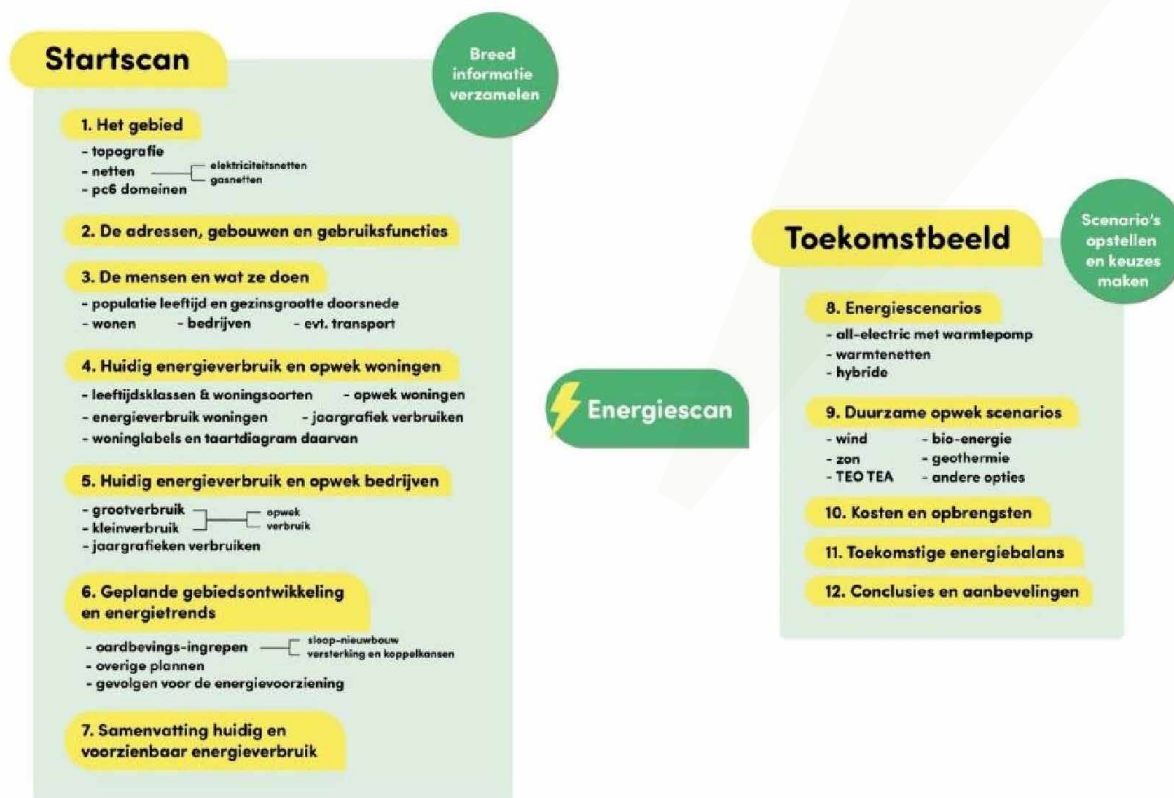 Startscan
Breed
informatie
verzamelen
1. Het gebied
- topografie
- netten
elektriciteitsnetten
gasnetten
- pc6 domeinen
2. De adressen, gebouwen en gebruiksfuncties
3. De mensen en wat ze doen
- populatie leeftijd en gezinsgrootte doorsnede
- wonen - bedrijven - evt. transport
4. Huidig energieverbruik en opwek woningen
- leeftijdsklassen & woningsoorten - opwek woningen
- energieverbruik woningen - jaargrafiek verbruiken
- woninglabels en taartdiagram daarvan
5. Huidig energieverbruik en opwek bedrijven
- grootverbruik
- kleinverbruik
opwek
verbruik
- jaargrafieken verbruiken
6. Geplande gebiedsontwikkeling
en energietrends
- aardbevings-ingrepen
sloop-nieuwbouw
versterking en koppelkansen
- overige plannen
- gevolgen voor de energievoorziening
7. Samenvatting huidig en
voorzienbaar energieverbruik
Energiescan
Toekomstbeeld
Scenario's
opstellen
en keuzes
maken
8. Energiescenarios
- all-electric met warmtepomp
- warmtenetten
- hybride
9. Duurzame opwek scenarios
- wind - bio-energie
- zon - geothermie
- TEO TEA - andere opties
10. Kosten en opbrengsten
11. Toekomstige energiebalans
12. Conclusies en aanbevelingen